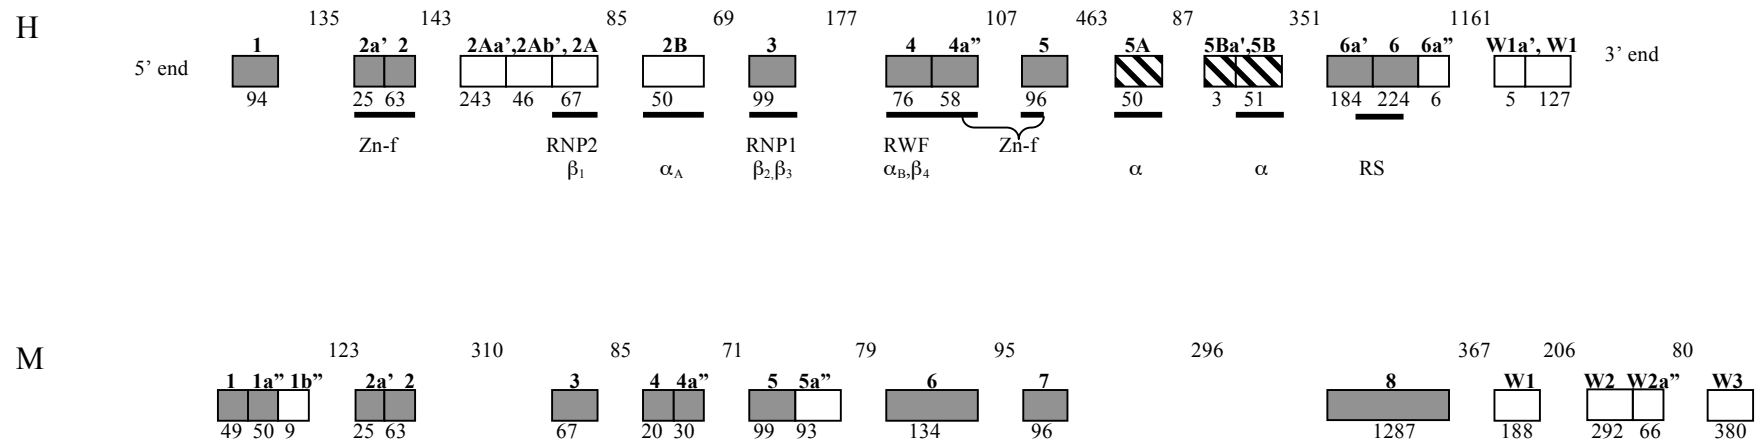 H
135 143 85 69 177 107 463 87 351 1161
5’ end 1 2a’ 2 2Aa’,2Ab’, 2A 2B 3 4 4a” 5 5A 5Ba',5B 6a’ 6 6a” W1a’, W1 3’ end
94 25 63 243 46 67 50 99 76 58 96 50 3 51 184 224 6 5 127
Zn-f RNP2 RNP1 RWF Zn-f
β1 αA β2,β3 αB,β4 α α RS
M
123 310 85 71 79 95 296 367 206 80
1 1a” 1b” 2a’ 2 3 4 4a” 5 5a” 6 7 8 W1 W2 W2a” W3
49 50 9 25 63 67 20 30 99 93 134 96 1287 188 292 66 380